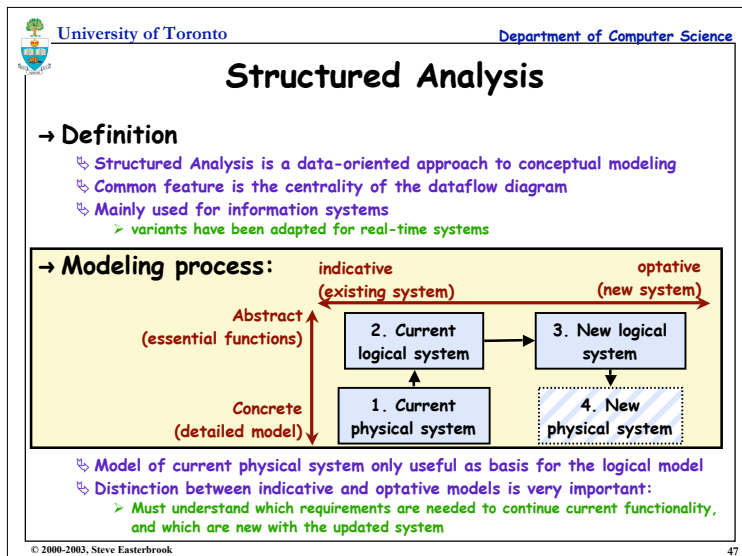 University of Toronto
Department of Computer Science
Structured Analysis
→ Definition
Structured Analysis is a data-oriented approach to conceptual modeling
Common feature is the centrality of the dataflow diagram
Mainly used for information systems
➢ variants have been adapted for real-time systems
→ Modeling process:
indicative
(existing system)
optative
(new system)
Abstract
(essential functions)
2. Current
logical system
3. New logical
system
Concrete
(detailed model)
1. Current
physical system
4. New
physical system
Model of current physical system only useful as basis for the logical model
Distinction between indicative and optative models is very important:
➢ Must understand which requirements are needed to continue current functionality,
and which are new with the updated system
© 2000-2003, Steve Easterbrook
47